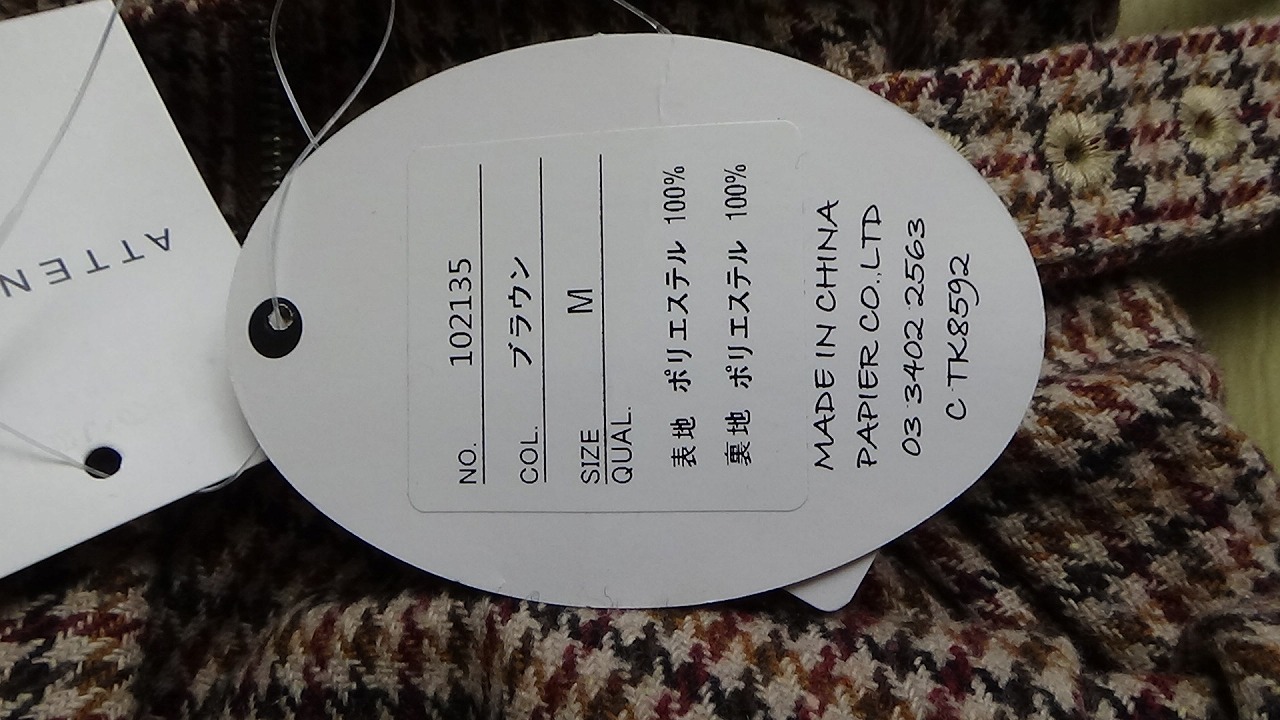 NO. 102135
COL. ブラウン
SIZE M
QUAL.
表地 ポリエステル 100%
裏地 ポリエステル 100%
MADE IN CHINA
PAPIER CO.,LTD
03 3402 2563
C TK8592
ATTEN